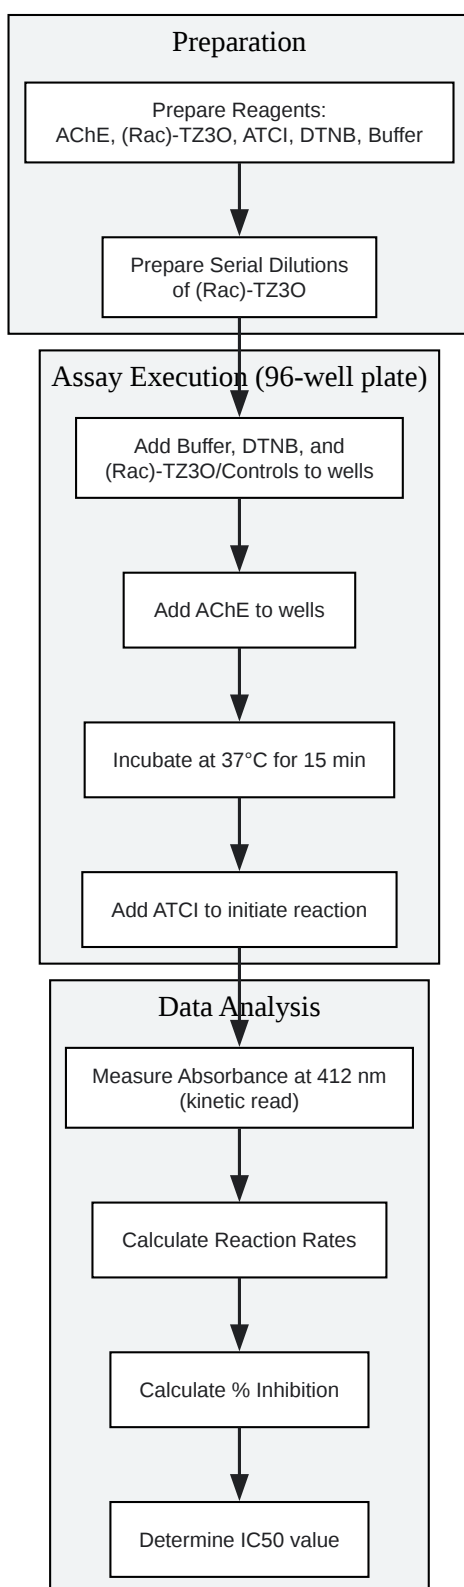 Preparation
Prepare Reagents:
AChE, (Rac)-TZ3O, ATCI, DTNB, Buffer
Prepare Serial Dilutions
of (Rac)-TZ3O
Assay Execution (96-well plate)
Add Buffer, DTNB, and
(Rac)-TZ3O/Controls to wells
Add AChE to wells
Incubate at 37°C for 15 min
Add ATCI to initiate reaction
Data Analysis
Measure Absorbance at 412 nm
(kinetic read)
Calculate Reaction Rates
Calculate % Inhibition
Determine IC50 value